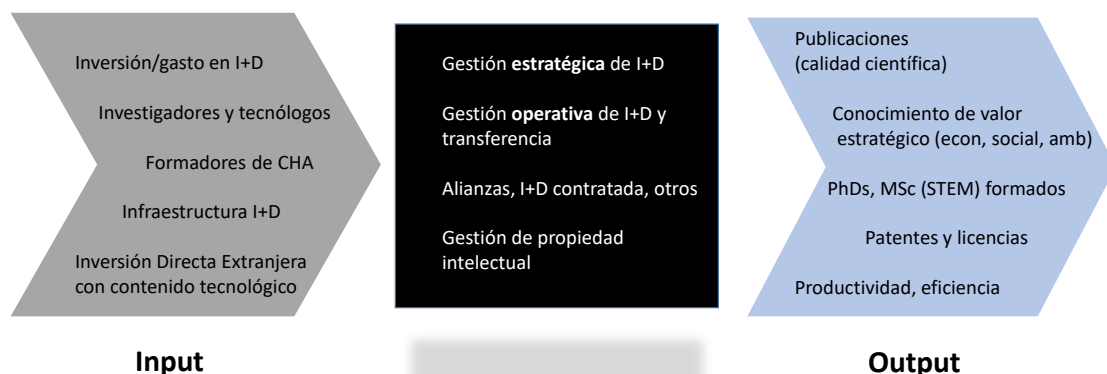 Inversión/gasto en I+D
Investigadores y tecnólogos
Formadores de CHA
Infraestructura I+D
Inversión Directa Extranjera
con contenido tecnológico
Input
Gestión estratégica de I+D
Gestión operativa de I+D y
transferencia
Alianzas, I+D contratada, otros
Gestión de propiedad
intelectual
Publicaciones
(calidad científica)
Conocimiento de valor
estratégico (econ, social, amb)
PhDs, MSc (STEM) formados
Patentes y licencias
Productividad, eficiencia
Output